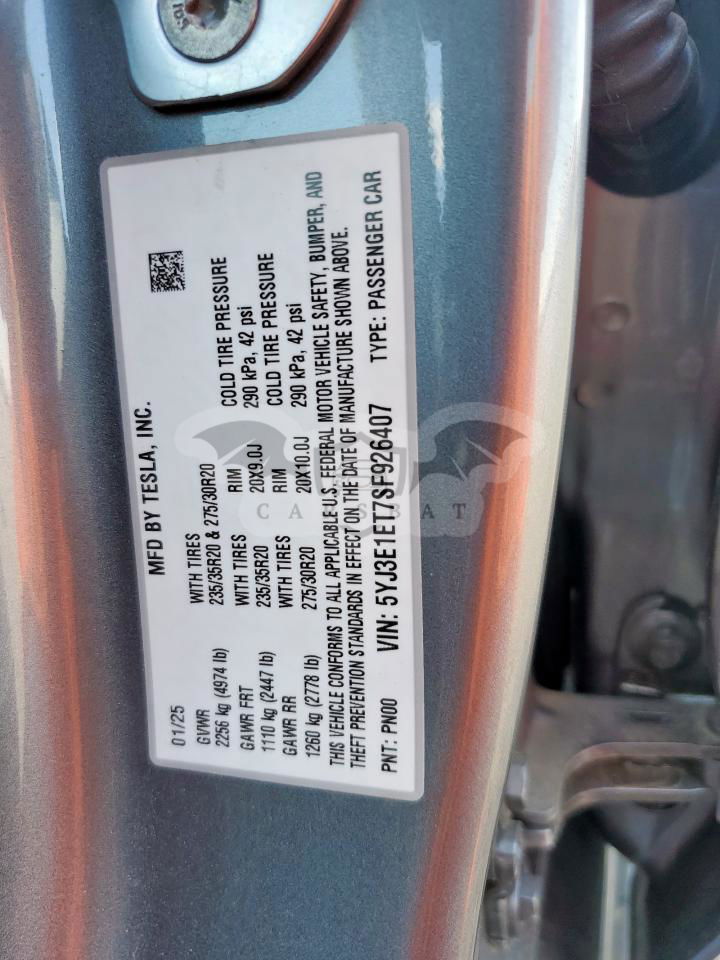 MFD BY TESLA, INC.
01/25
GVWR WITH TIRES
2256 kg (4974 lb) 235/35R20 & 275/30R20
GAWR FRT WITH TIRES RIM COLD TIRE PRESSURE
1110 kg (2447 lb) 235/35R20 20X9.0J 290 kPa, 42 psi
GAWR RR WITH TIRES RIM COLD TIRE PRESSURE
1260 kg (2778 lb) 275/30R20 20X10.0J 290 kPa, 42 psi
THIS VEHICLE CONFORMS TO ALL APPLICABLE U.S. FEDERAL MOTOR VEHICLE SAFETY, BUMPER, AND
THEFT PREVENTION STANDARDS IN EFFECT ON THE DATE OF MANUFACTURE SHOWN ABOVE.
PNT: PN00 VIN: 5YJ3E1ET7SF926407 TYPE: PASSENGER CAR